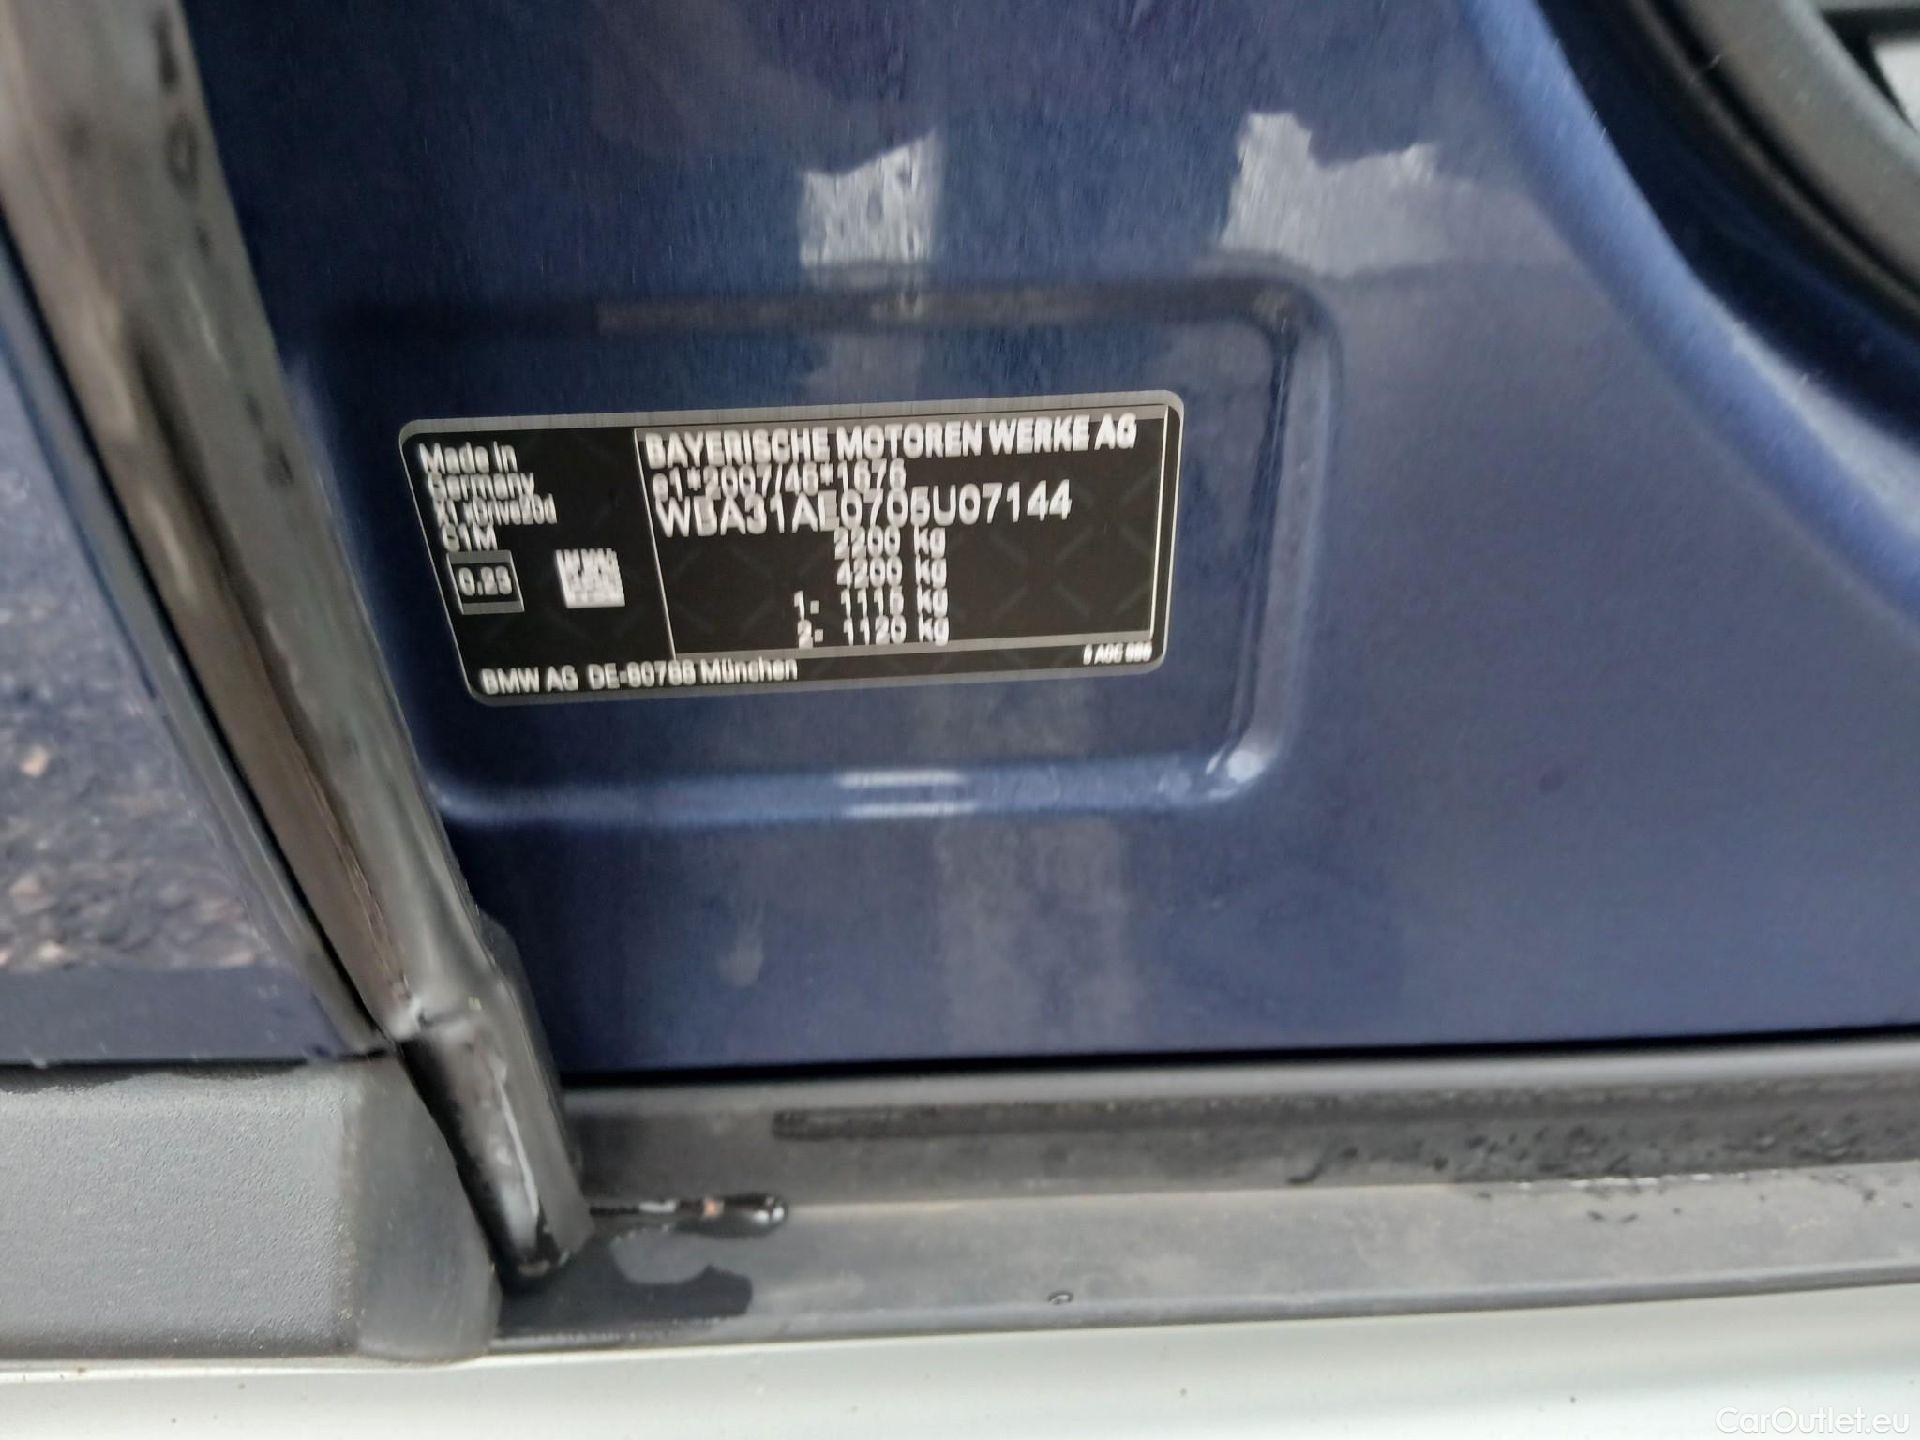 Made in
Germany
X1 xDrive20d
C1M
0.23
BAYERISCHE MOTOREN WERKE AG
e1*2007/46*1676
WBA31AE0705U07144
2200 kg
4200 kg
1- 1115 kg
2- 1120 kg
BMW AG DE-80788 München
CarOutlet.eu